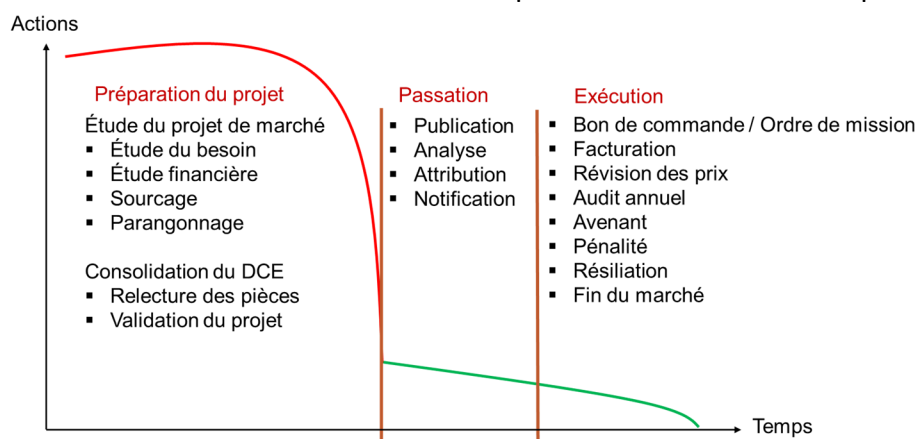 Actions
Préparation du projet
Étude du projet de marché
▪ Étude du besoin
▪ Étude financière
▪ Sourcage
▪ Parangonnage
Consolidation du DCE
▪ Relecture des pièces
▪ Validation du projet
Passation
▪ Publication
▪ Analyse
▪ Attribution
▪ Notification
Exécution
▪ Bon de commande / Ordre de mission
▪ Facturation
▪ Révision des prix
▪ Audit annuel
▪ Avenant
▪ Pénalité
▪ Résiliation
▪ Fin du marché
Temps